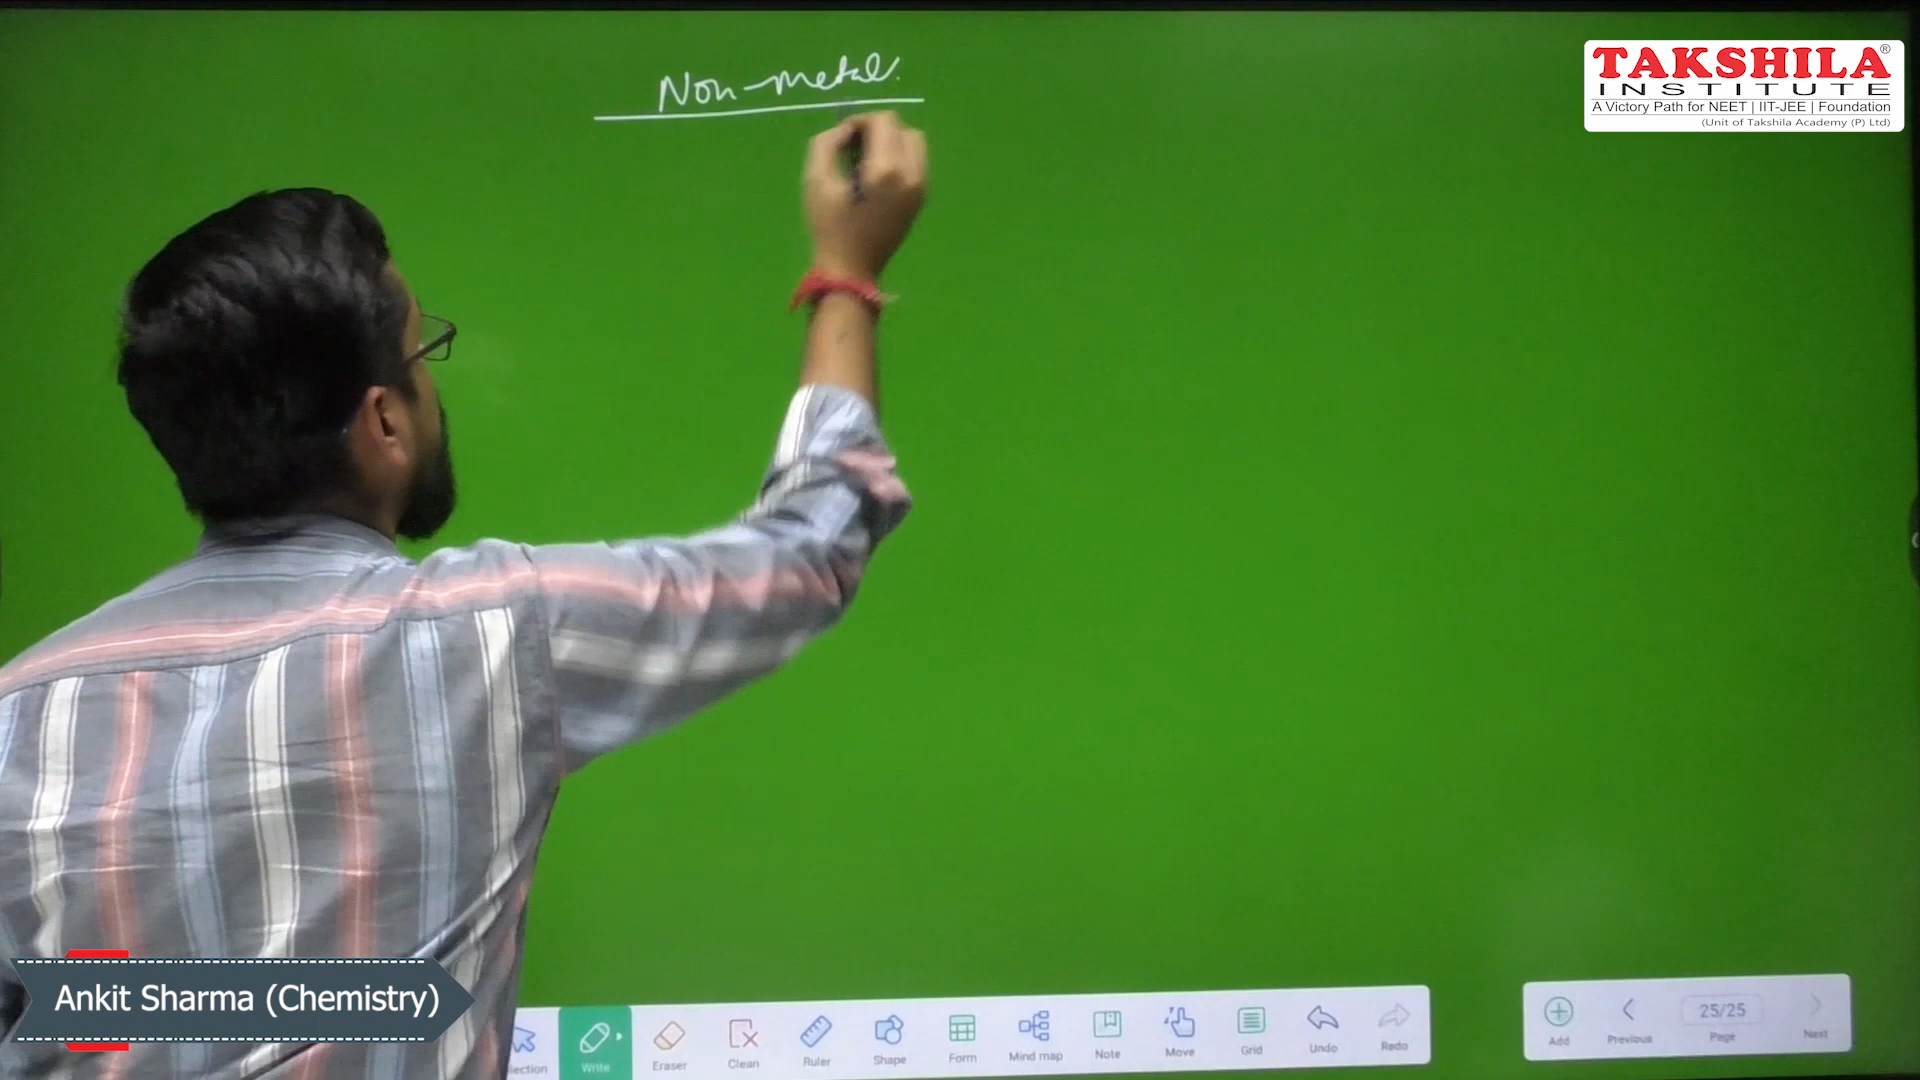 Non-metal.
TAKSHILA®
INSTITUTE
A Victory Path for NEET | IIT-JEE | Foundation
(Unit of Takshila Academy (P) Ltd)
Ankit Sharma (Chemistry)
lection
Write
Eraser
Clean
Ruler
Shape
Form
Mind map
Note
Move
Grid
Undo
Redo
Add
Previous
25/25
Page
Next